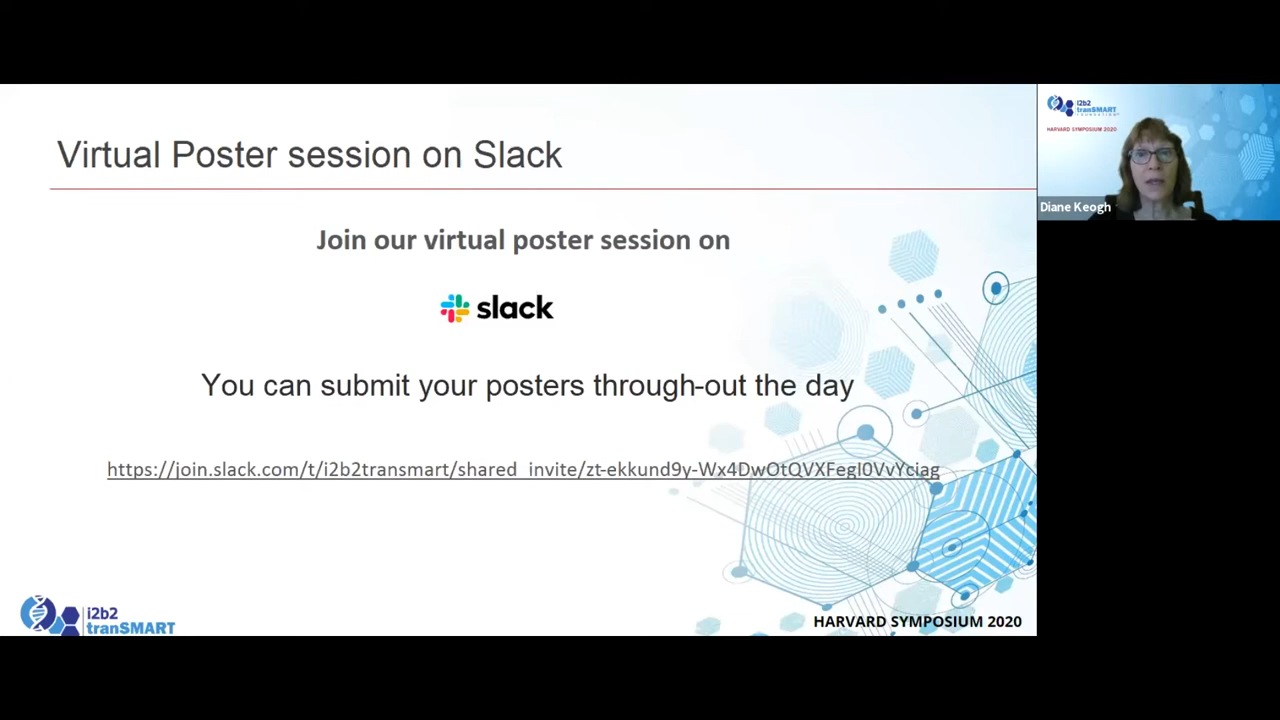 Virtual Poster session on Slack
Join our virtual poster session on
slack
You can submit your posters through-out the day
https://join.slack.com/t/i2b2transmart/shared_invite/zt-ekkund9y-Wx4DwOtQVXFegI0VvYciag
i2b2
tranSMART
HARVARD SYMPOSIUM 2020
i2b2
tranSMART
FOUNDATION
HARVARD SYMPOSIUM 2020
Diane Keogh